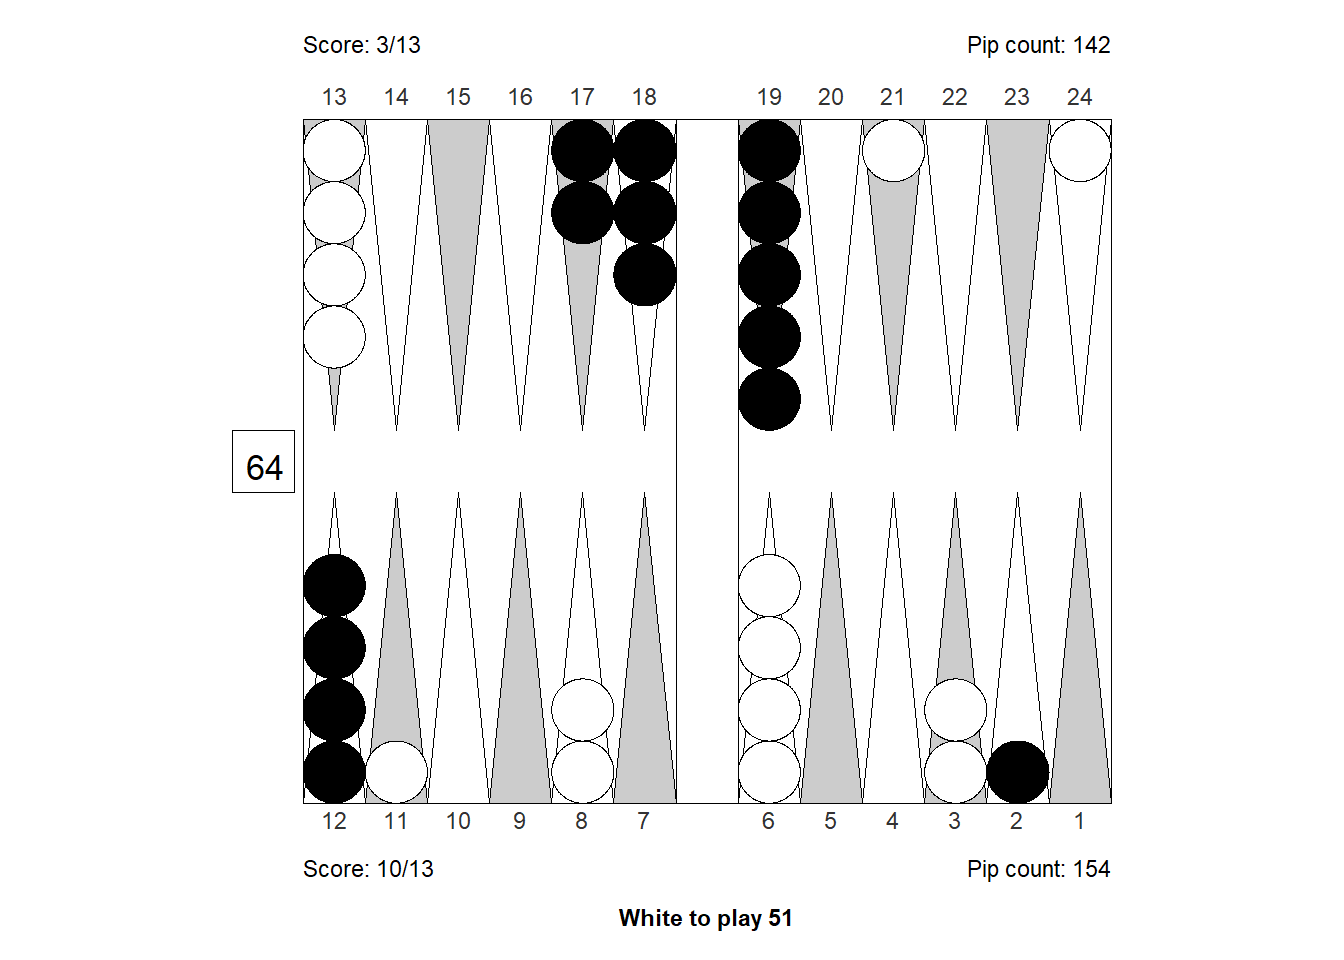 Score: 3/13 Pip count: 142
13 14 15 16 17 18 19 20 21 22 23 24
64
12 11 10 9 8 7 6 5 4 3 2 1
Score: 10/13 Pip count: 154
White to play 51